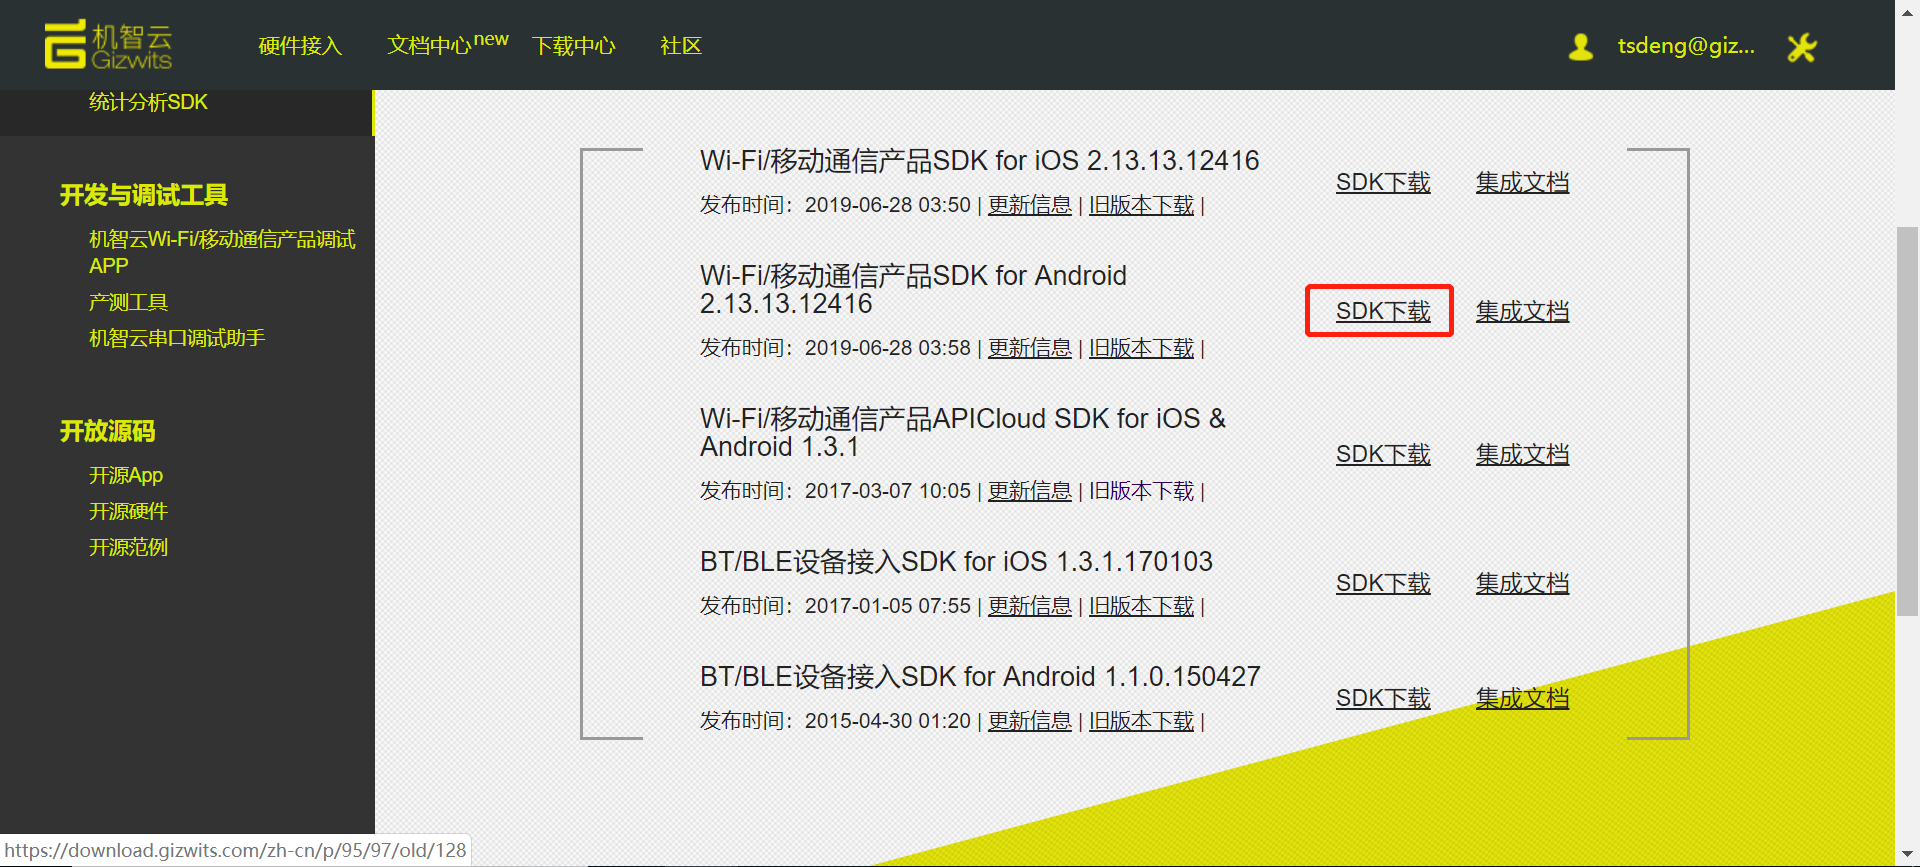 机智云
Gizwits
硬件接入
文档中心new
下载中心
社区
tsdeng@giz...
统计分析SDK
开发与调试工具
机智云Wi-Fi/移动通信产品调试
APP
产测工具
机智云串口调试助手
开放源码
开源App
开源硬件
开源范例
Wi-Fi/移动通信产品SDK for iOS 2.13.13.12416
发布时间：2019-06-28 03:50 | 更新信息 | 旧版本下载 |
SDK下载 集成文档
Wi-Fi/移动通信产品SDK for Android
2.13.13.12416
发布时间：2019-06-28 03:58 | 更新信息 | 旧版本下载 |
SDK下载 集成文档
Wi-Fi/移动通信产品APICloud SDK for iOS &
Android 1.3.1
发布时间：2017-03-07 10:05 | 更新信息 | 旧版本下载 |
SDK下载 集成文档
BT/BLE设备接入SDK for iOS 1.3.1.170103
发布时间：2017-01-05 07:55 | 更新信息 | 旧版本下载 |
SDK下载 集成文档
BT/BLE设备接入SDK for Android 1.1.0.150427
发布时间：2015-04-30 01:20 | 更新信息 | 旧版本下载 |
SDK下载 集成文档
https://download.gizwits.com/zh-cn/p/95/97/old/128